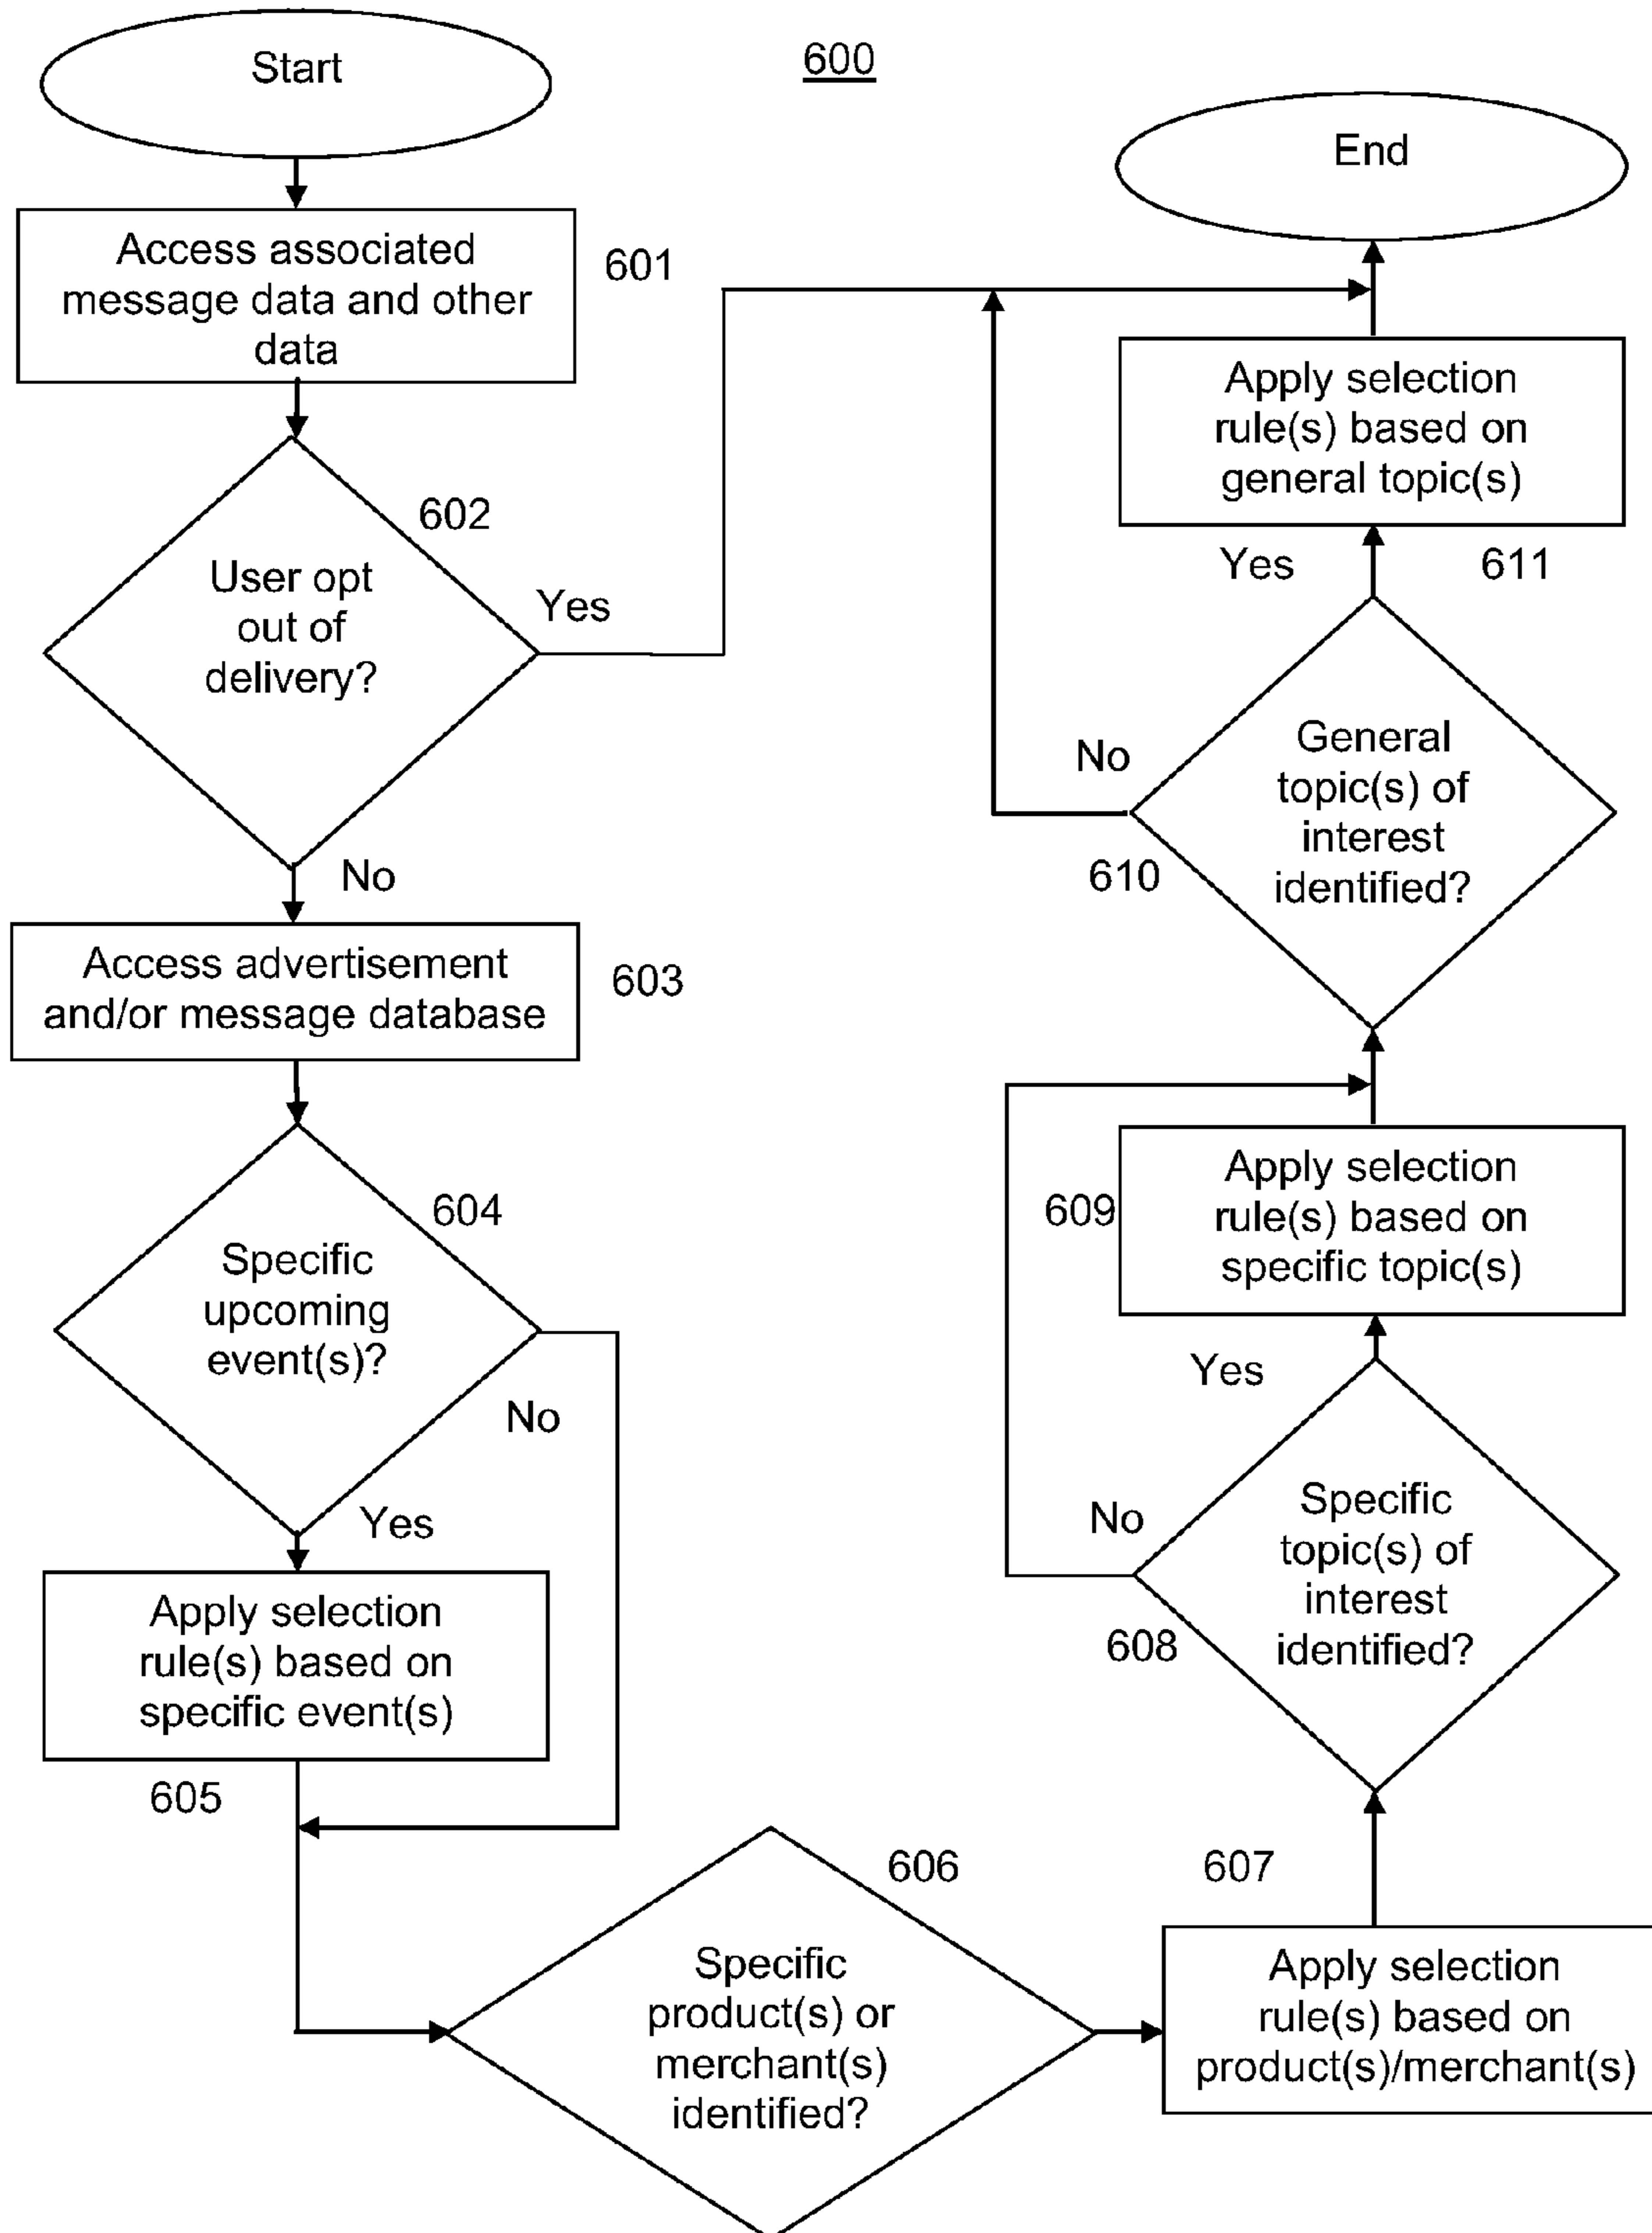 Start
600
Access associated
message data and other
data
601
602
User opt
out of
delivery?
Yes
No
Access advertisement
and/or message database
603
604
Specific
upcoming
event(s)?
No
Yes
Apply selection
rule(s) based on
specific event(s)
605
606
Specific
product(s) or
merchant(s)
identified?
607
Apply selection
rule(s) based on
product(s)/merchant(s)
608
Specific
topic(s) of
interest
identified?
No
Yes
609
Apply selection
rule(s) based on
specific topic(s)
610
General
topic(s) of
interest
identified?
No
Yes
611
Apply selection
rule(s) based on
general topic(s)
End